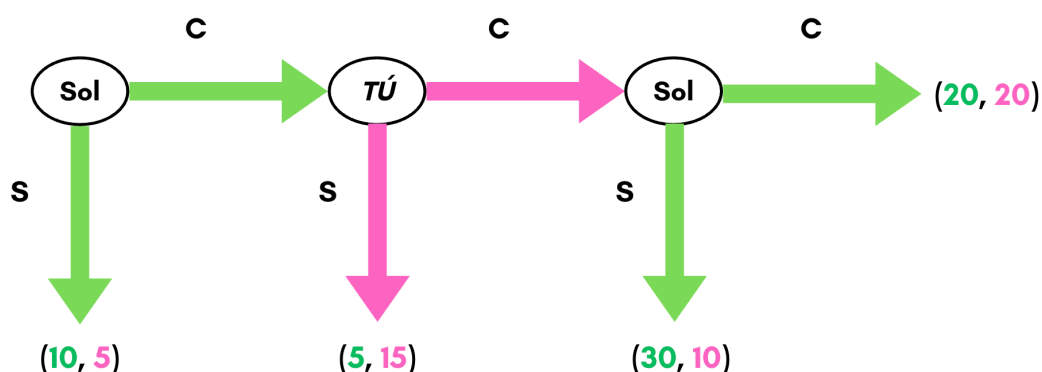 C C C
Sol TÚ Sol (20, 20)
S S S
(10, 5) (5, 15) (30, 10)